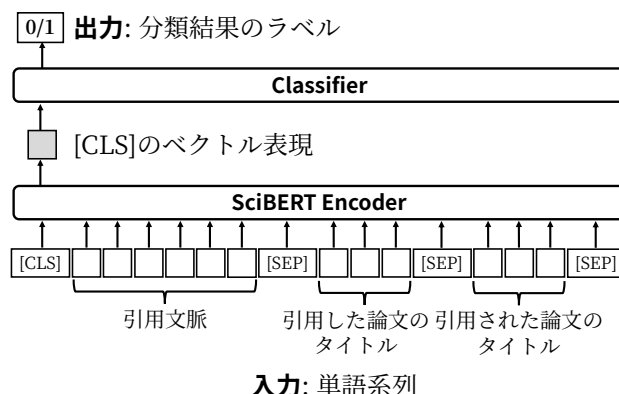 0/1 出力: 分類結果のラベル
Classifier
[CLS]のベクトル表現
SciBERT Encoder
[CLS] [SEP] [SEP] [SEP]
引用文脈 引用した論文の 引用された論文の
タイトル タイトル
入力: 単語系列